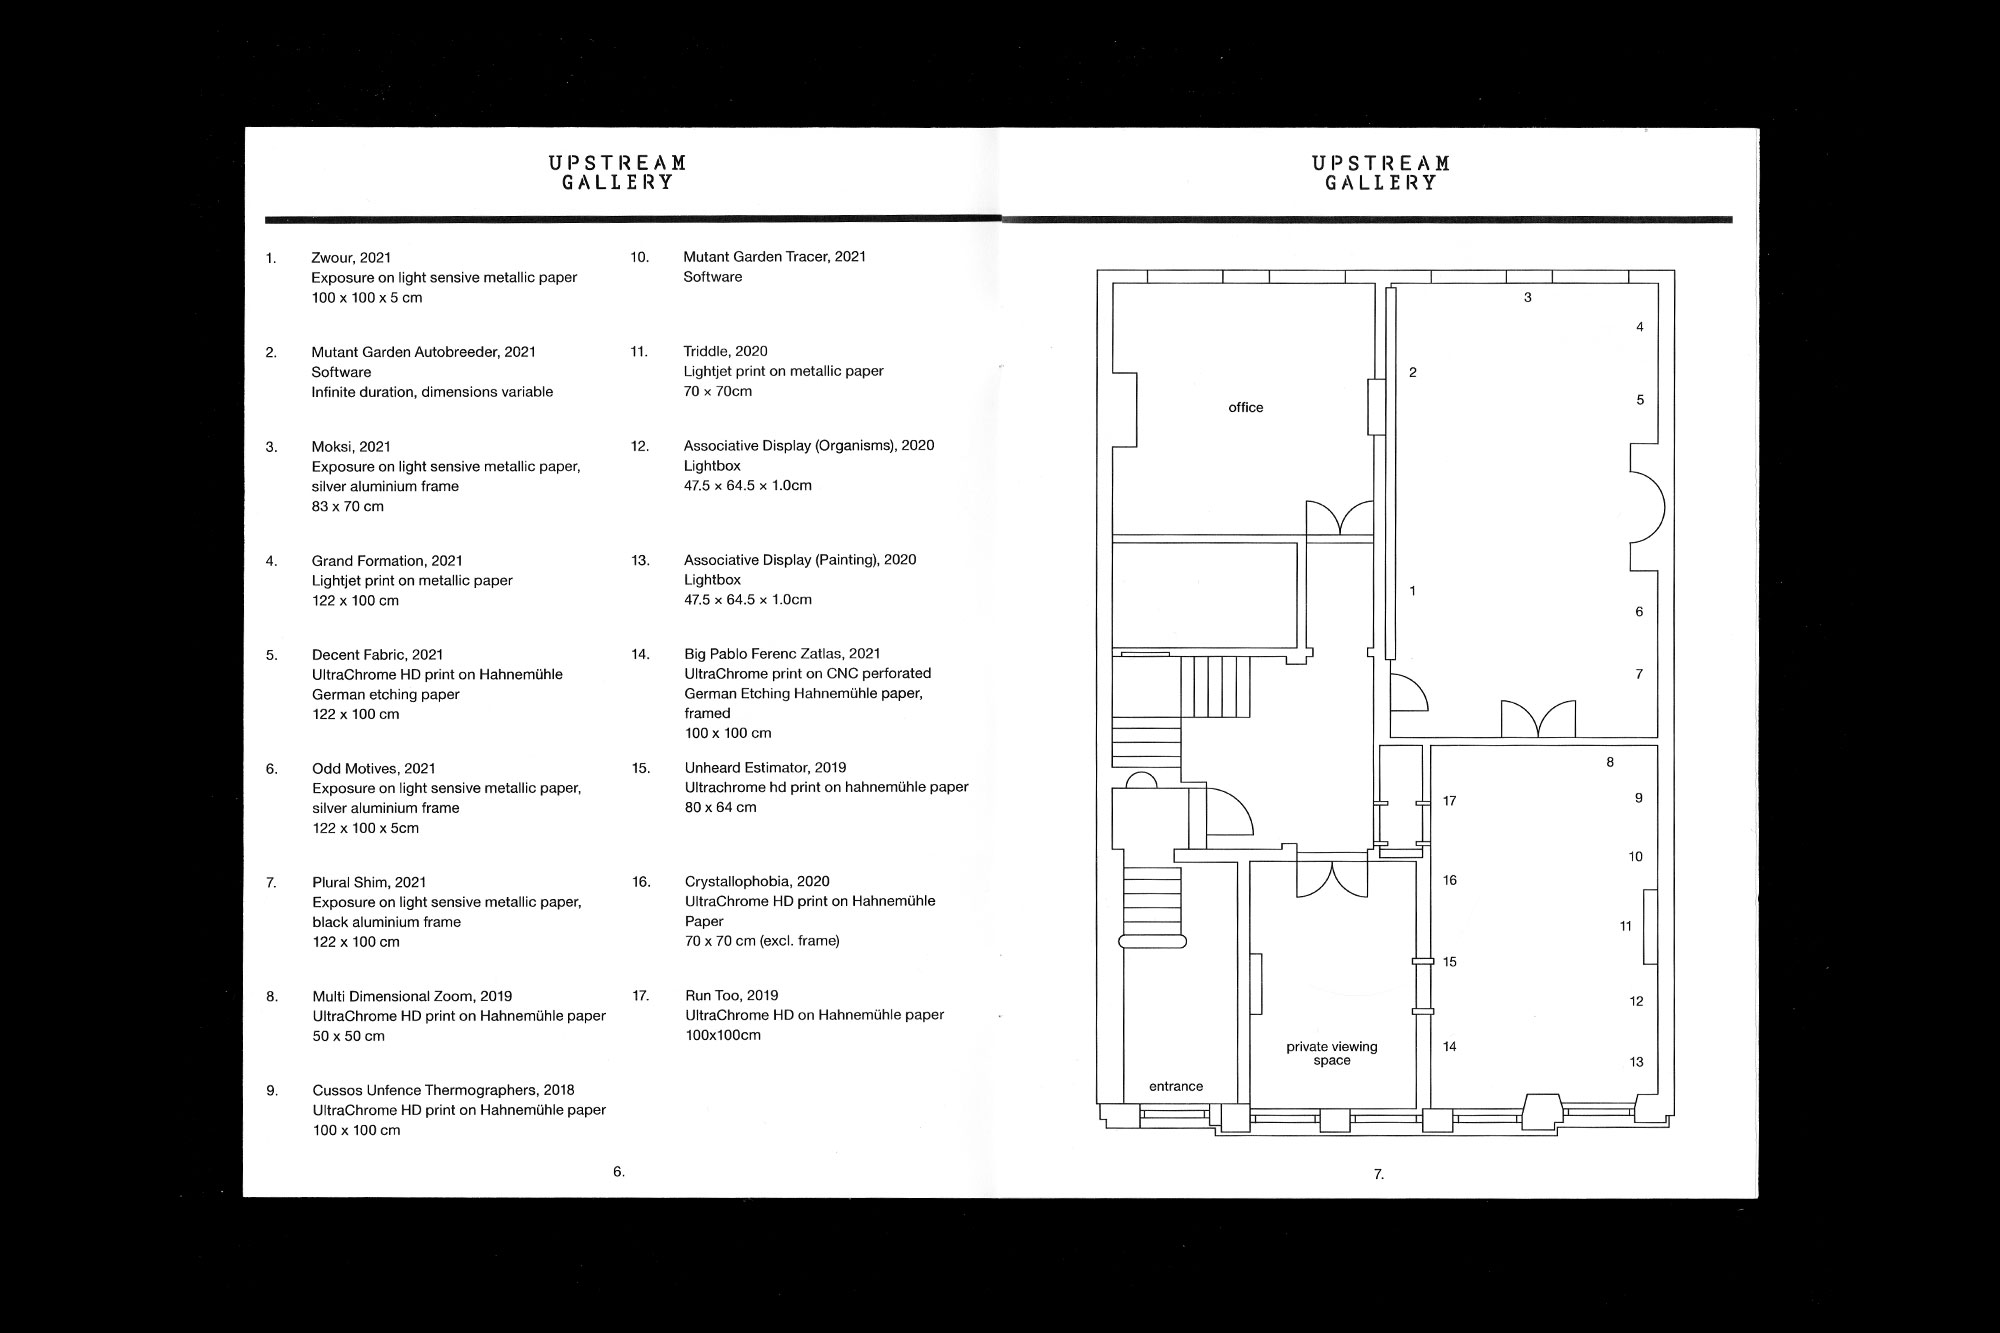 UPSTREAM
GALLERY
1. Zwour, 2021
Exposure on light sensive metallic paper
100 x 100 x 5 cm
2. Mutant Garden Autobreeder, 2021
Software
Infinite duration, dimensions variable
3. Moksi, 2021
Exposure on light sensive metallic paper,
silver aluminium frame
83 x 70 cm
4. Grand Formation, 2021
Lightjet print on metallic paper
122 x 100 cm
5. Decent Fabric, 2021
UltraChrome HD print on Hahnemühle
German etching paper
122 x 100 cm
6. Odd Motives, 2021
Exposure on light sensive metallic paper,
silver aluminium frame
122 x 100 x 5cm
7. Plural Shim, 2021
Exposure on light sensive metallic paper,
black aluminium frame
122 x 100 cm
8. Multi Dimensional Zoom, 2019
UltraChrome HD print on Hahnemühle paper
50 x 50 cm
9. Cussos Unfence Thermographers, 2018
UltraChrome HD print on Hahnemühle paper
100 x 100 cm
10. Mutant Garden Tracer, 2021
Software
11. Triddle, 2020
Lightjet print on metallic paper
70 × 70cm
12. Associative Display (Organisms), 2020
Lightbox
47.5 × 64.5 × 1.0cm
13. Associative Display (Painting), 2020
Lightbox
47.5 × 64.5 × 1.0cm
14. Big Pablo Ferenc Zatlas, 2021
UltraChrome print on CNC perforated
German Etching Hahnemühle paper,
framed
100 x 100 cm
15. Unheard Estimator, 2019
Ultrachrome hd print on hahnemühle paper
80 x 64 cm
16. Crystallophobia, 2020
UltraChrome HD print on Hahnemühle
Paper
70 x 70 cm (excl. frame)
17. Run Too, 2019
UltraChrome HD on Hahnemühle paper
100x100cm
6.
UPSTREAM
GALLERY
3
4
2
5
office
1
6
7
8
17
9
10
16
11
15
12
14
13
private viewing
space
entrance
7.